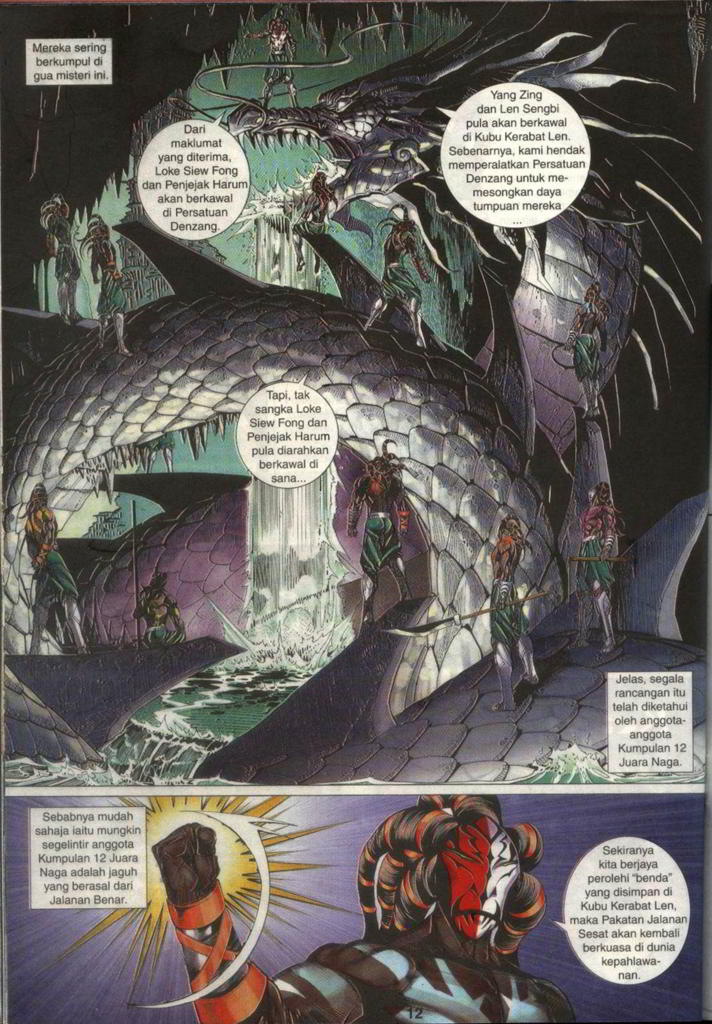 Mereka sering
berkumpul di
gua misteri ini.
Dari
maklumat
yang diterima,
Loke Siew Fong
dan Penjejak Harum
akan berkawal
di Persatuan
Denzang.
Yang Zing
dan Len Sengbi
pula akan berkawal
di Kubu Kerabat Len.
Sebenarnya, kami hendak
memperalatkan Persatuan
Denzang untuk me-
mesongkan daya
tumpuan mereka
...
Tapi, tak
sangka Loke
Siew Fong dan
Penjejak Harum
pula diarahkan
berkawal di
sana...
Jelas, segala
rancangan itu
telah diketahui
oleh anggota-
anggota
Kumpulan 12
Juara Naga.
Sebabnya mudah
sahaja iaitu mungkin
segelintir anggota
Kumpulan 12 Juara
Naga adalah jaguh
yang berasal dari
Jalanan Benar.
Sekiranya
kita berjaya
perolehi "benda"
yang disimpan di
Kubu Kerabat Len,
maka Pakatan Jalanan
Sesat akan kembali
berkuasa di dunia
kepahlawa-
nan.
12